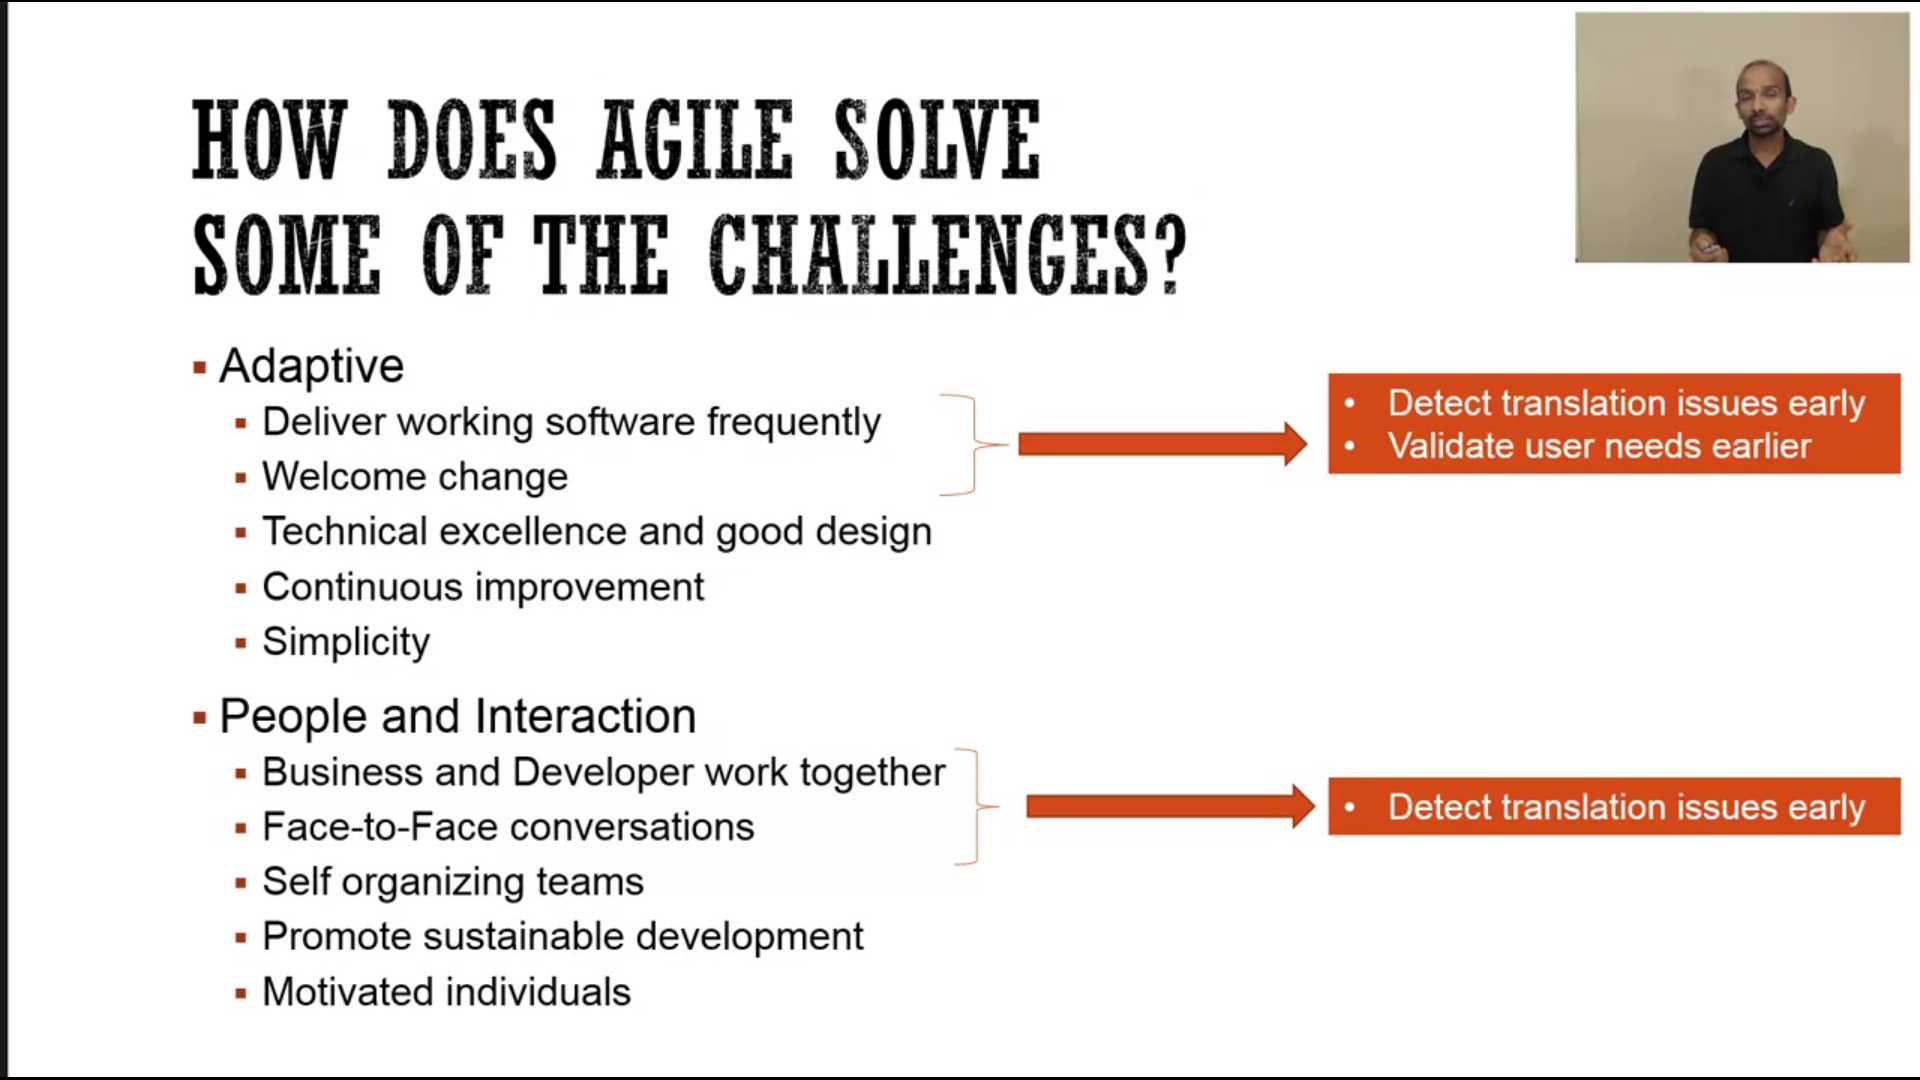 HOW DOES AGILE SOLVE
SOME OF THE CHALLENGES?
Adaptive
Deliver working software frequently
Welcome change
Technical excellence and good design
Continuous improvement
Simplicity
Detect translation issues early
Validate user needs earlier
People and Interaction
Business and Developer work together
Face-to-Face conversations
Self organizing teams
Promote sustainable development
Motivated individuals
Detect translation issues early